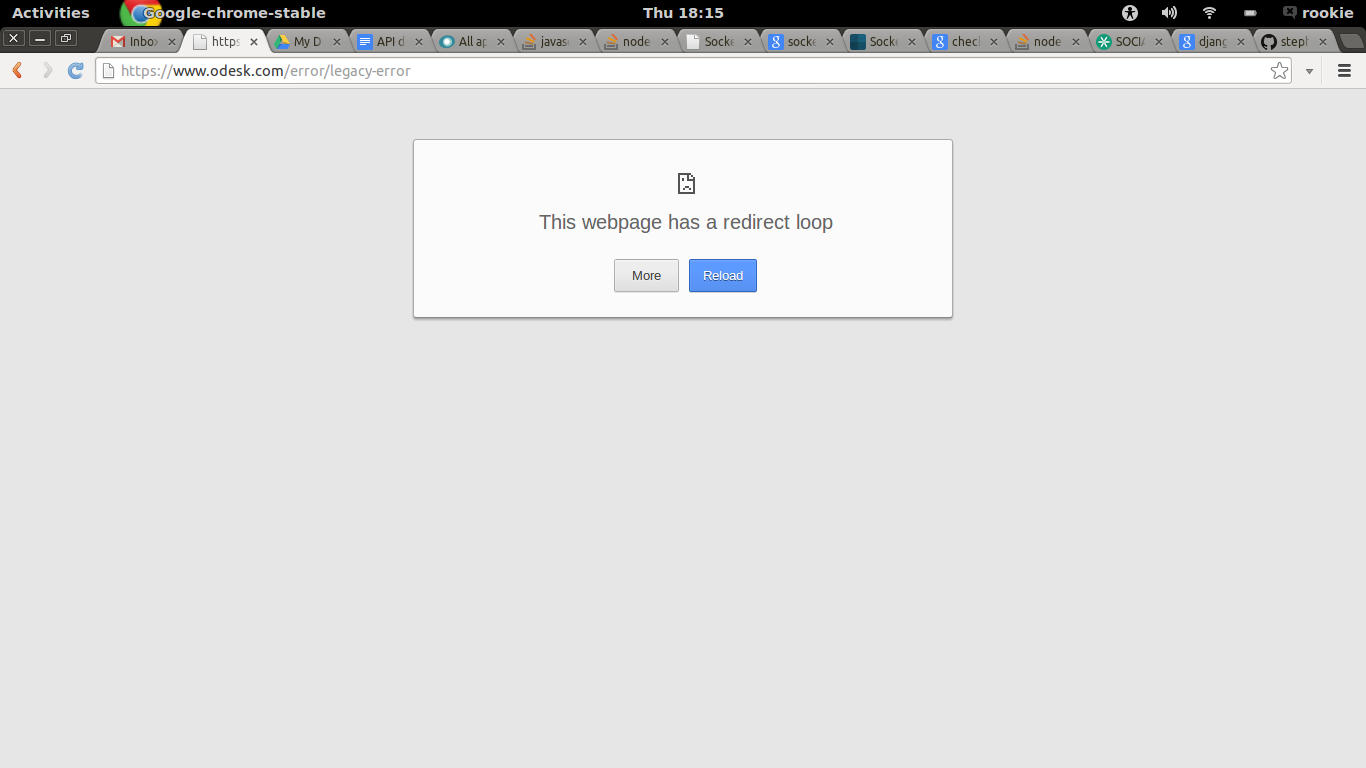 Activities Google-chrome-stable Thu 18:15 rookie
Inbox https My D API d All ap javas node Socke socke Socke check node SOCIA djang steph
https://www.odesk.com/error/legacy-error
This webpage has a redirect loop
More Reload